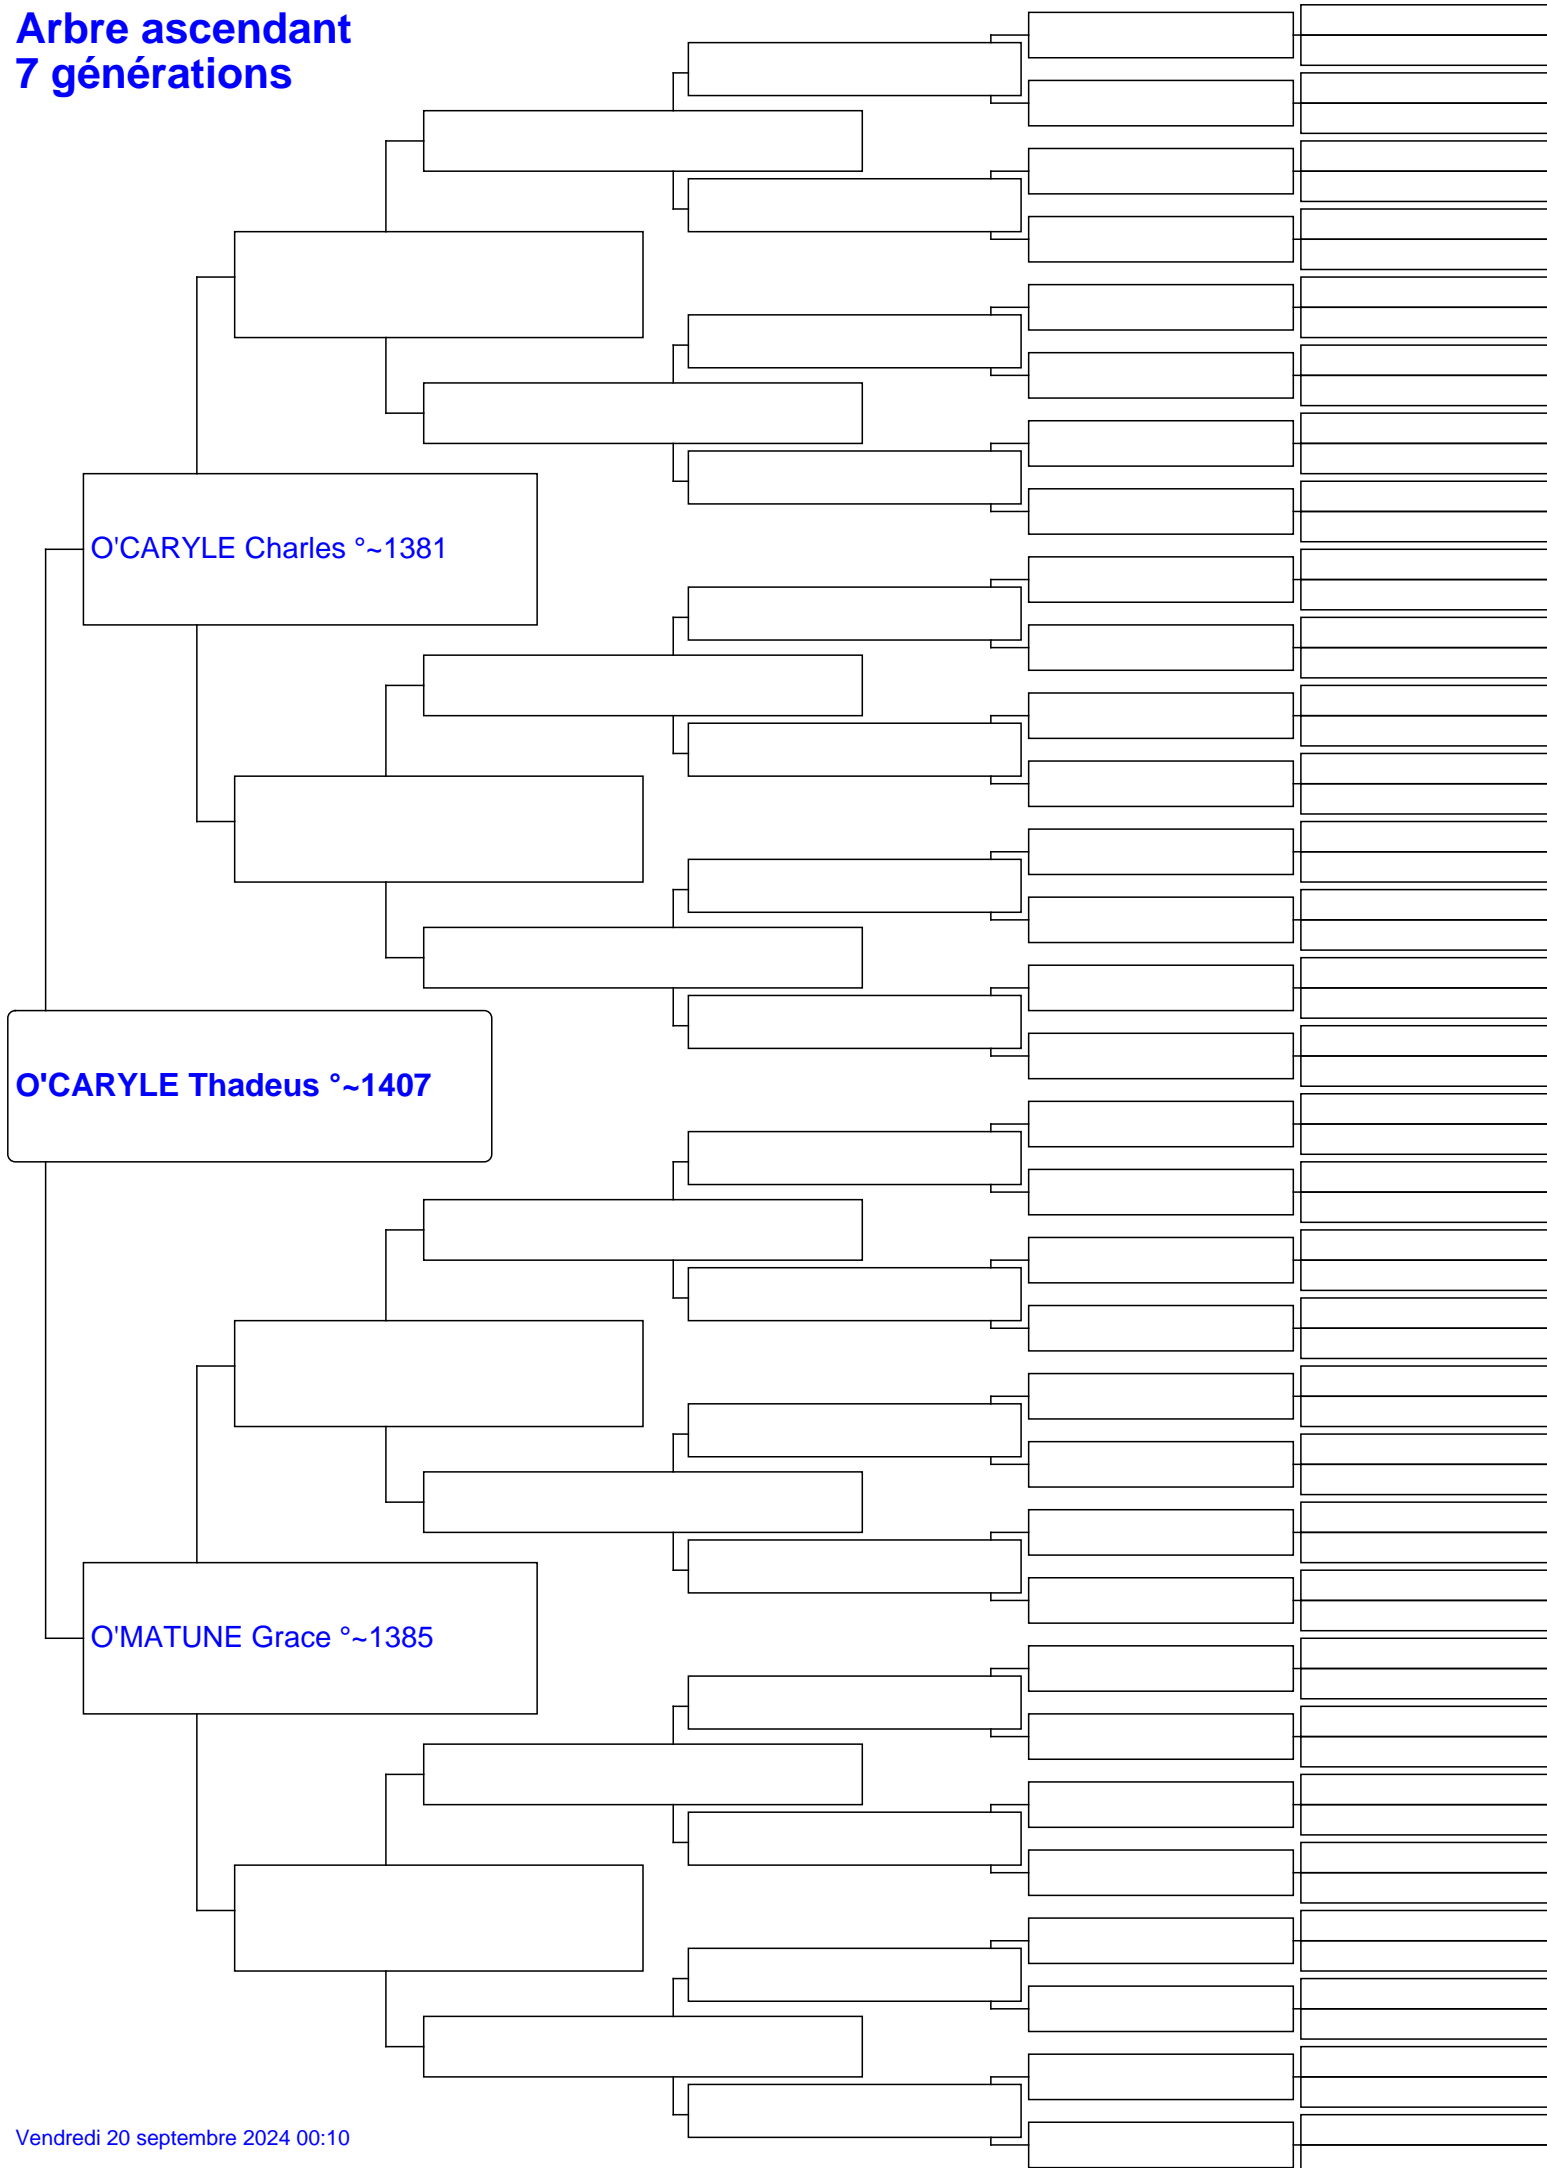 Arbre ascendant
7 générations
O'CARYLE Charles °~1381
O'CARYLE Thadeus °~1407
O'MATUNE Grace °~1385
Vendredi 20 septembre 2024 00:10